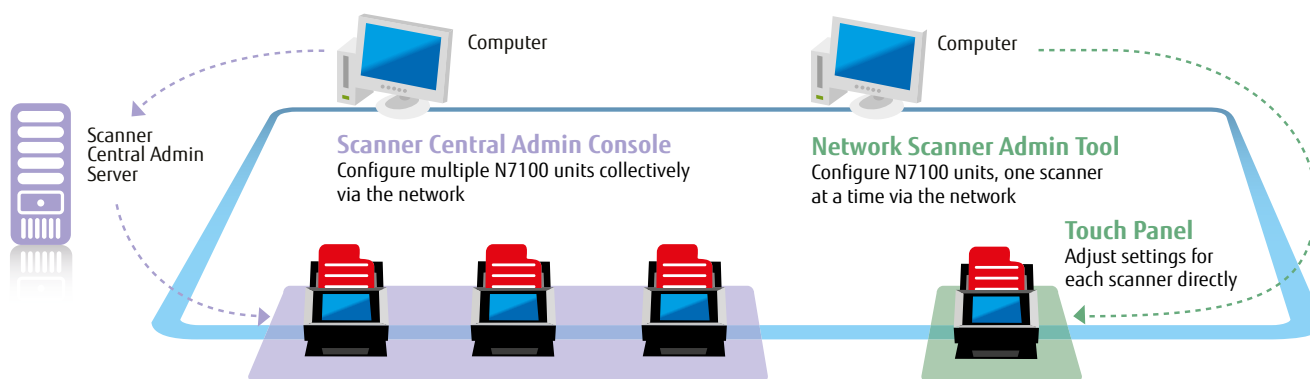 Computer
Computer
Scanner
Central Admin
Server
Scanner Central Admin Console
Configure multiple N7100 units collectively
via the network
Network Scanner Admin Tool
Configure N7100 units, one scanner
at a time via the network
Touch Panel
Adjust settings for
each scanner directly